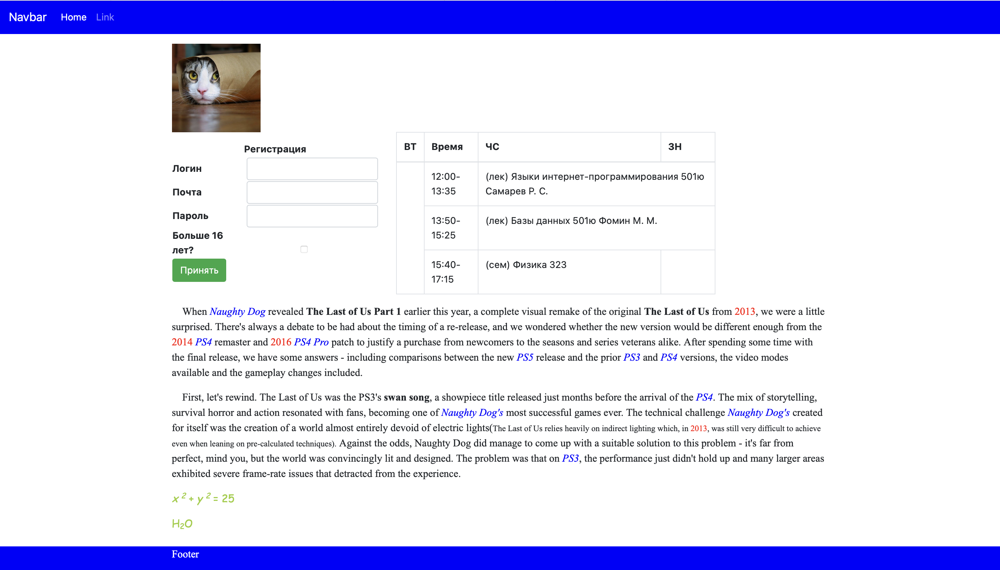 Navbar Home Link
Регистрация
Логин
Почта
Пароль
Больше 16
лет?
Принять
ВТ Время ЧС ЗН
12:00-
13:35
(лек) Языки интернет-программирования 501ю
Самарев Р. С.
13:50-
15:25
(лек) Базы данных 501ю Фомин М. М.
15:40-
17:15
(сем) Физика 323
When Naughty Dog revealed The Last of Us Part 1 earlier this year, a complete visual remake of the original The Last of Us from 2013, we were a little
surprised. There's always a debate to be had about the timing of a re-release, and we wondered whether the new version would be different enough from the
2014 PS4 remaster and 2016 PS4 Pro patch to justify a purchase from newcomers to the seasons and series veterans alike. After spending some time with
the final release, we have some answers - including comparisons between the new PS5 release and the prior PS3 and PS4 versions, the video modes
available and the gameplay changes included.
First, let's rewind. The Last of Us was the PS3's swan song, a showpiece title released just months before the arrival of the PS4. The mix of storytelling,
survival horror and action resonated with fans, becoming one of Naughty Dog's most successful games ever. The technical challenge Naughty Dog's created
for itself was the creation of a world almost entirely devoid of electric lights(The Last of Us relies heavily on indirect lighting which, in 2013, was still very difficult to achieve
even when leaning on pre-calculated techniques). Against the odds, Naughty Dog did manage to come up with a suitable solution to this problem - it's far from
perfect, mind you, but the world was convincingly lit and designed. The problem was that on PS3, the performance just didn't hold up and many larger areas
exhibited severe frame-rate issues that detracted from the experience.
x ² + y ² = 25
H₂O
Footer